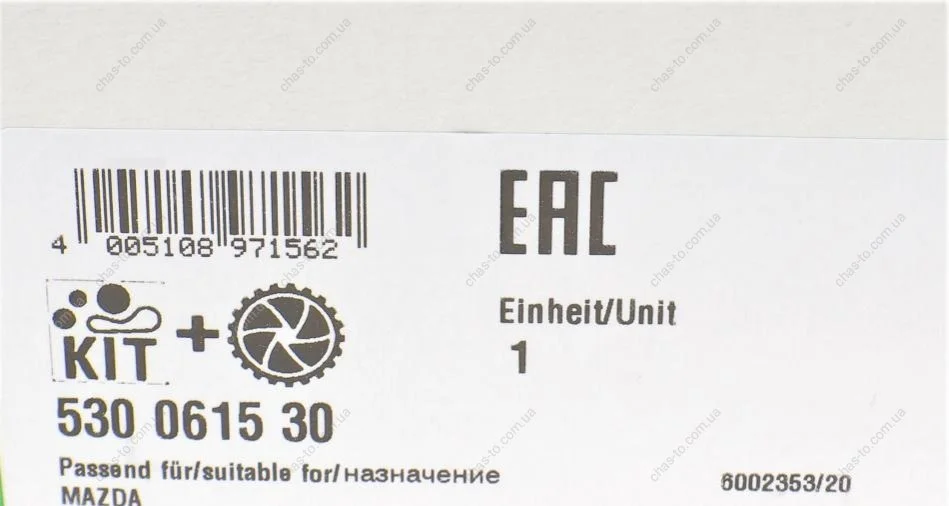 EAC
4 005108 971562
Einheit/Unit
1
KIT +
530 0615 30
Passend für/suitable for/назначение
MAZDA
6002353/20
chas-to.com.ua